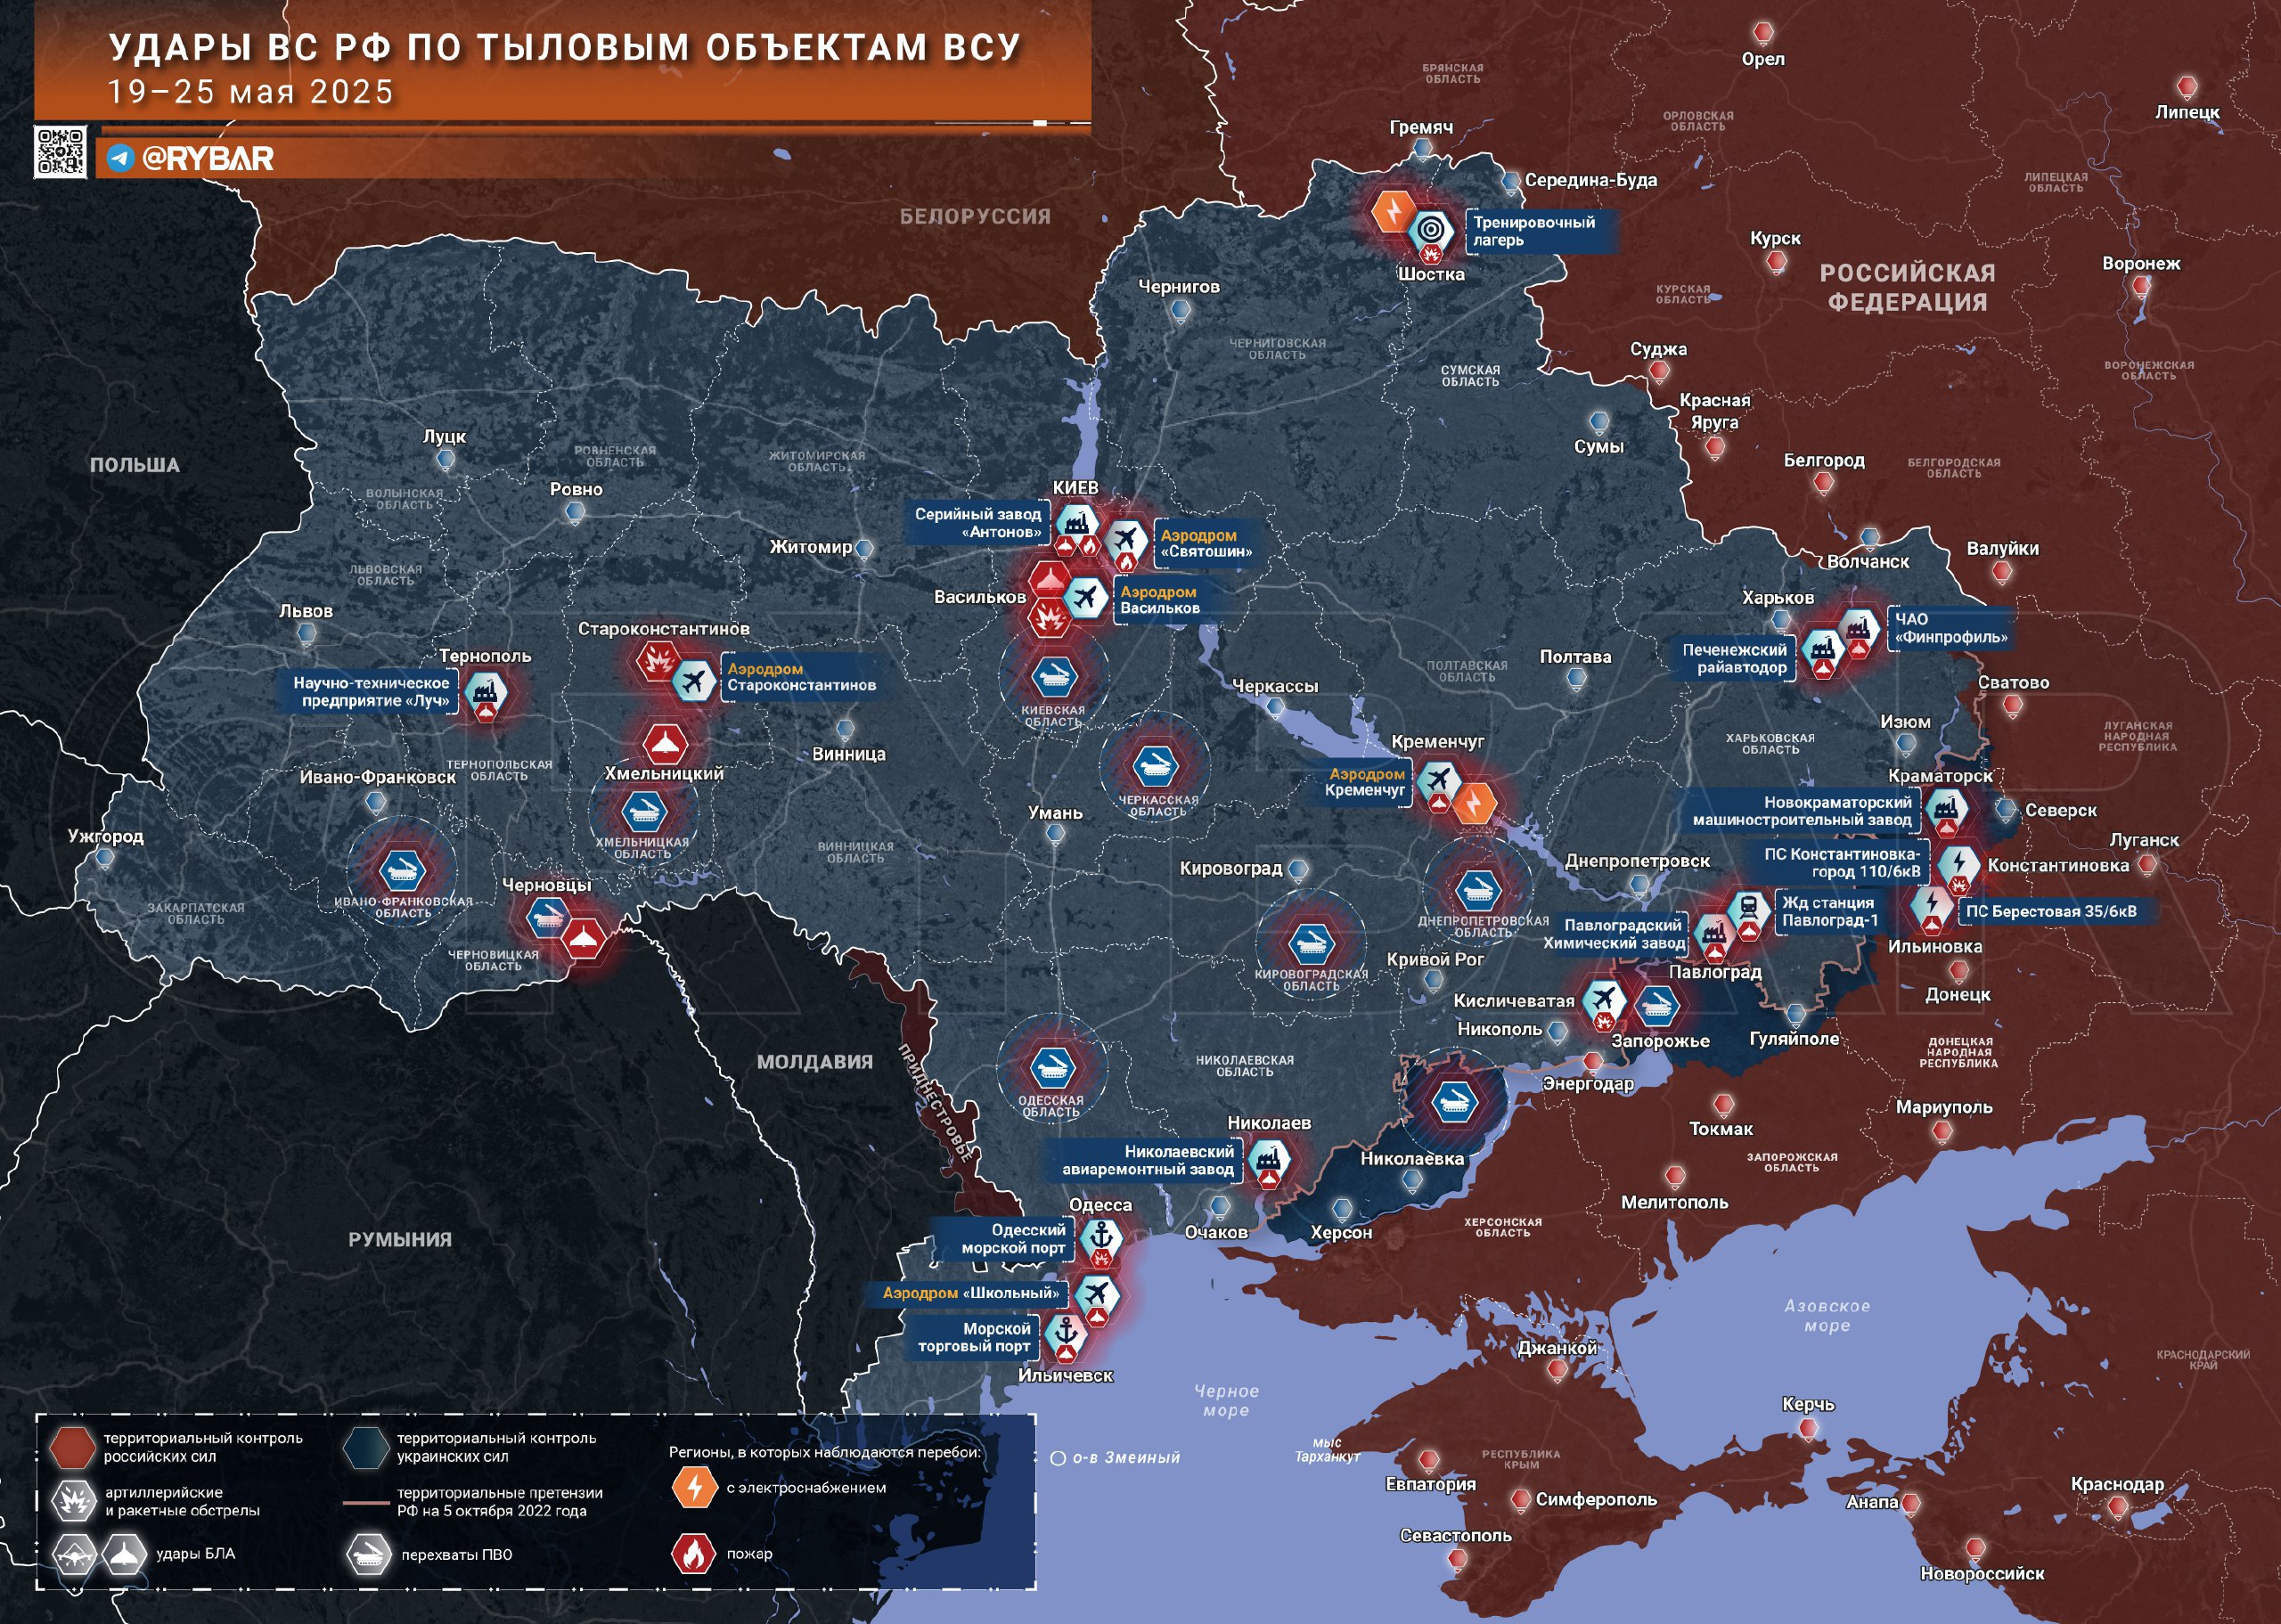 УДАРЫ ВС РФ ПО ТЫЛОВЫМ ОБЪЕКТАМ ВСУ
19–25 мая 2025
@RYBAR
БЕЛОРУССИЯ
ПОЛЬША
РОССИЙСКАЯ
ФЕДЕРАЦИЯ
МОЛДАВИЯ
РУМЫНИЯ
ПРИДНЕСТРОВЬЕ
БРЯНСКАЯ
ОБЛАСТЬ
Орел
ОРЛОВСКАЯ
ОБЛАСТЬ
Липецк
ЛИПЕЦКАЯ
ОБЛАСТЬ
Гремяч
Середина-Буда
Тренировочный
лагерь
Шостка
Курск
КУРСКАЯ
ОБЛАСТЬ
Воронеж
ВОРОНЕЖСКАЯ
ОБЛАСТЬ
Чернигов
ЧЕРНИГОВСКАЯ
ОБЛАСТЬ
СУМСКАЯ
ОБЛАСТЬ
Суджа
Красная
Яруга
Сумы
Белгород
БЕЛГОРОДСКАЯ
ОБЛАСТЬ
Луцк
ВОЛЫНСКАЯ
ОБЛАСТЬ
РОВНЕНСКАЯ
ОБЛАСТЬ
Ровно
ЖИТОМИРСКАЯ
ОБЛАСТЬ
Житомир
КИЕВ
Серийный завод
«Антонов»
Аэродром
«Святошин»
Васильков
Аэродром
Васильков
КИЕВСКАЯ
ОБЛАСТЬ
Волчанск
Валуйки
Харьков
ЧАО
«Финпрофиль»
Печенежский
райавтодор
ЛЬВОВСКАЯ
ОБЛАСТЬ
Львов
Тернополь
Научно-техническое
предприятие «Луч»
ТЕРНОПОЛЬСКАЯ
ОБЛАСТЬ
Староконстантинов
Аэродром
Староконстантинов
Хмельницкий
ХМЕЛЬНИЦКАЯ
ОБЛАСТЬ
Винница
ВИННИЦКАЯ
ОБЛАСТЬ
Черкассы
ЧЕРКАССКАЯ
ОБЛАСТЬ
ПОЛТАВСКАЯ
ОБЛАСТЬ
Полтава
Кременчуг
Аэродром
Кременчуг
ХАРЬКОВСКАЯ
ОБЛАСТЬ
Изюм
Сватово
ЛУГАНСКАЯ
НАРОДНАЯ
РЕСПУБЛИКА
Краматорск
Новокраматорский
машиностроительный завод
Северск
Луганск
ПС Константиновка-
город 110/6кВ
Константиновка
ПС Берестовая 35/6кВ
Ильиновка
Донецк
Ужгород
ЗАКАРПАТСКАЯ
ОБЛАСТЬ
Ивано-Франковск
ИВАНО-ФРАНКОВСКАЯ
ОБЛАСТЬ
Черновцы
ЧЕРНОВИЦКАЯ
ОБЛАСТЬ
Умань
Кировоград
КИРОВОГРАДСКАЯ
ОБЛАСТЬ
Днепропетровск
ДНЕПРОПЕТРОВСКАЯ
ОБЛАСТЬ
Кривой Рог
Павлоградский
Химический завод
Жд станция
Павлоград-1
Павлоград
Кисличеватая
Никополь
Запорожье
Гуляйполе
Энергодар
ДОНЕЦКАЯ
НАРОДНАЯ
РЕСПУБЛИКА
ОДЕССКАЯ
ОБЛАСТЬ
НИКОЛАЕВСКАЯ
ОБЛАСТЬ
Николаев
Николаевский
авиаремонтный завод
Николаевка
Токмак
Мариуполь
ЗАПОРОЖСКАЯ
ОБЛАСТЬ
Мелитополь
Одесса
Одесский
морской порт
Очаков
Херсон
ХЕРСОНСКАЯ
ОБЛАСТЬ
Аэродром «Школьный»
Морской
торговый порт
Ильичевск
Азовское
море
Черное
море
Джанкой
КРАСНОДАРСКИЙ
КРАЙ
Керчь
о-в Змеиный
мыс
Тарханкут
РЕСПУБЛИКА
КРЫМ
Евпатория
Симферополь
Севастополь
Анапа
Краснодар
Новороссийск
территориальный контроль
российских сил
территориальный контроль
украинских сил
Регионы, в которых наблюдаются перебои:
с электроснабжением
артиллерийские
и ракетные обстрелы
территориальные претензии
РФ на 5 октября 2022 года
удары БЛА
перехваты ПВО
пожар